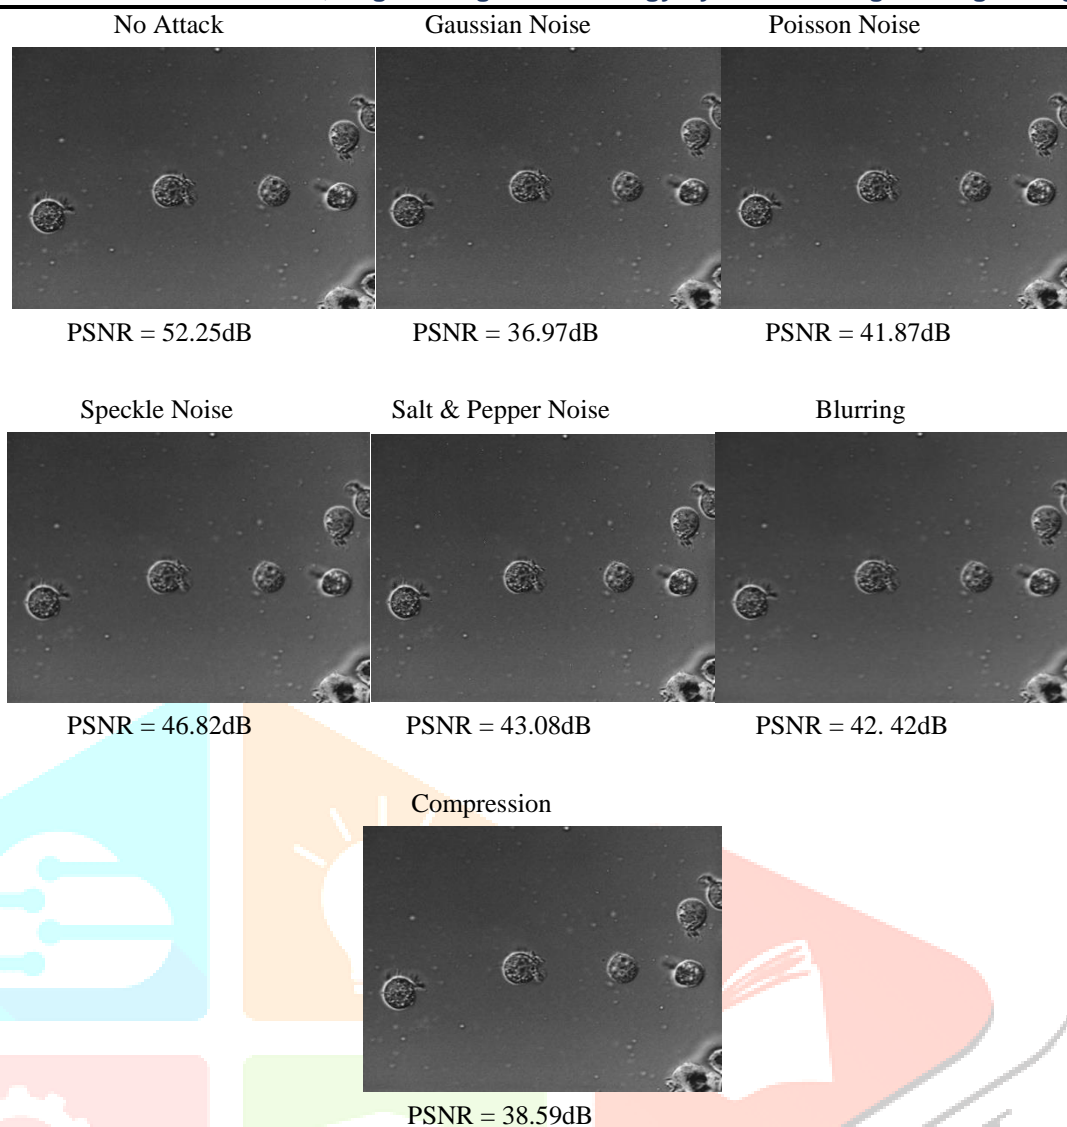 No Attack Gaussian Noise Poisson Noise
PSNR = 52.25dB PSNR = 36.97dB PSNR = 41.87dB
Speckle Noise Salt & Pepper Noise Blurring
PSNR = 46.82dB PSNR = 43.08dB PSNR = 42. 42dB
Compression
PSNR = 38.59dB